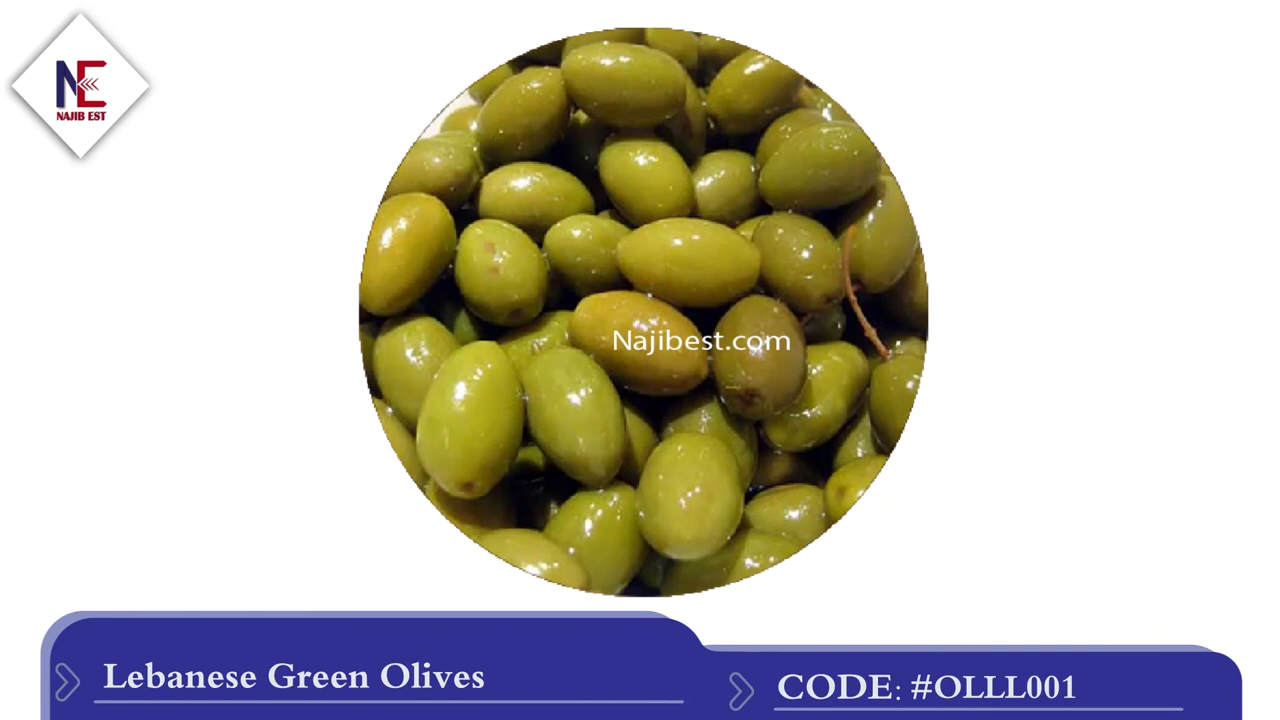 NE
NAJIB EST
Najibest.com
Lebanese Green Olives
CODE: #OLLL001